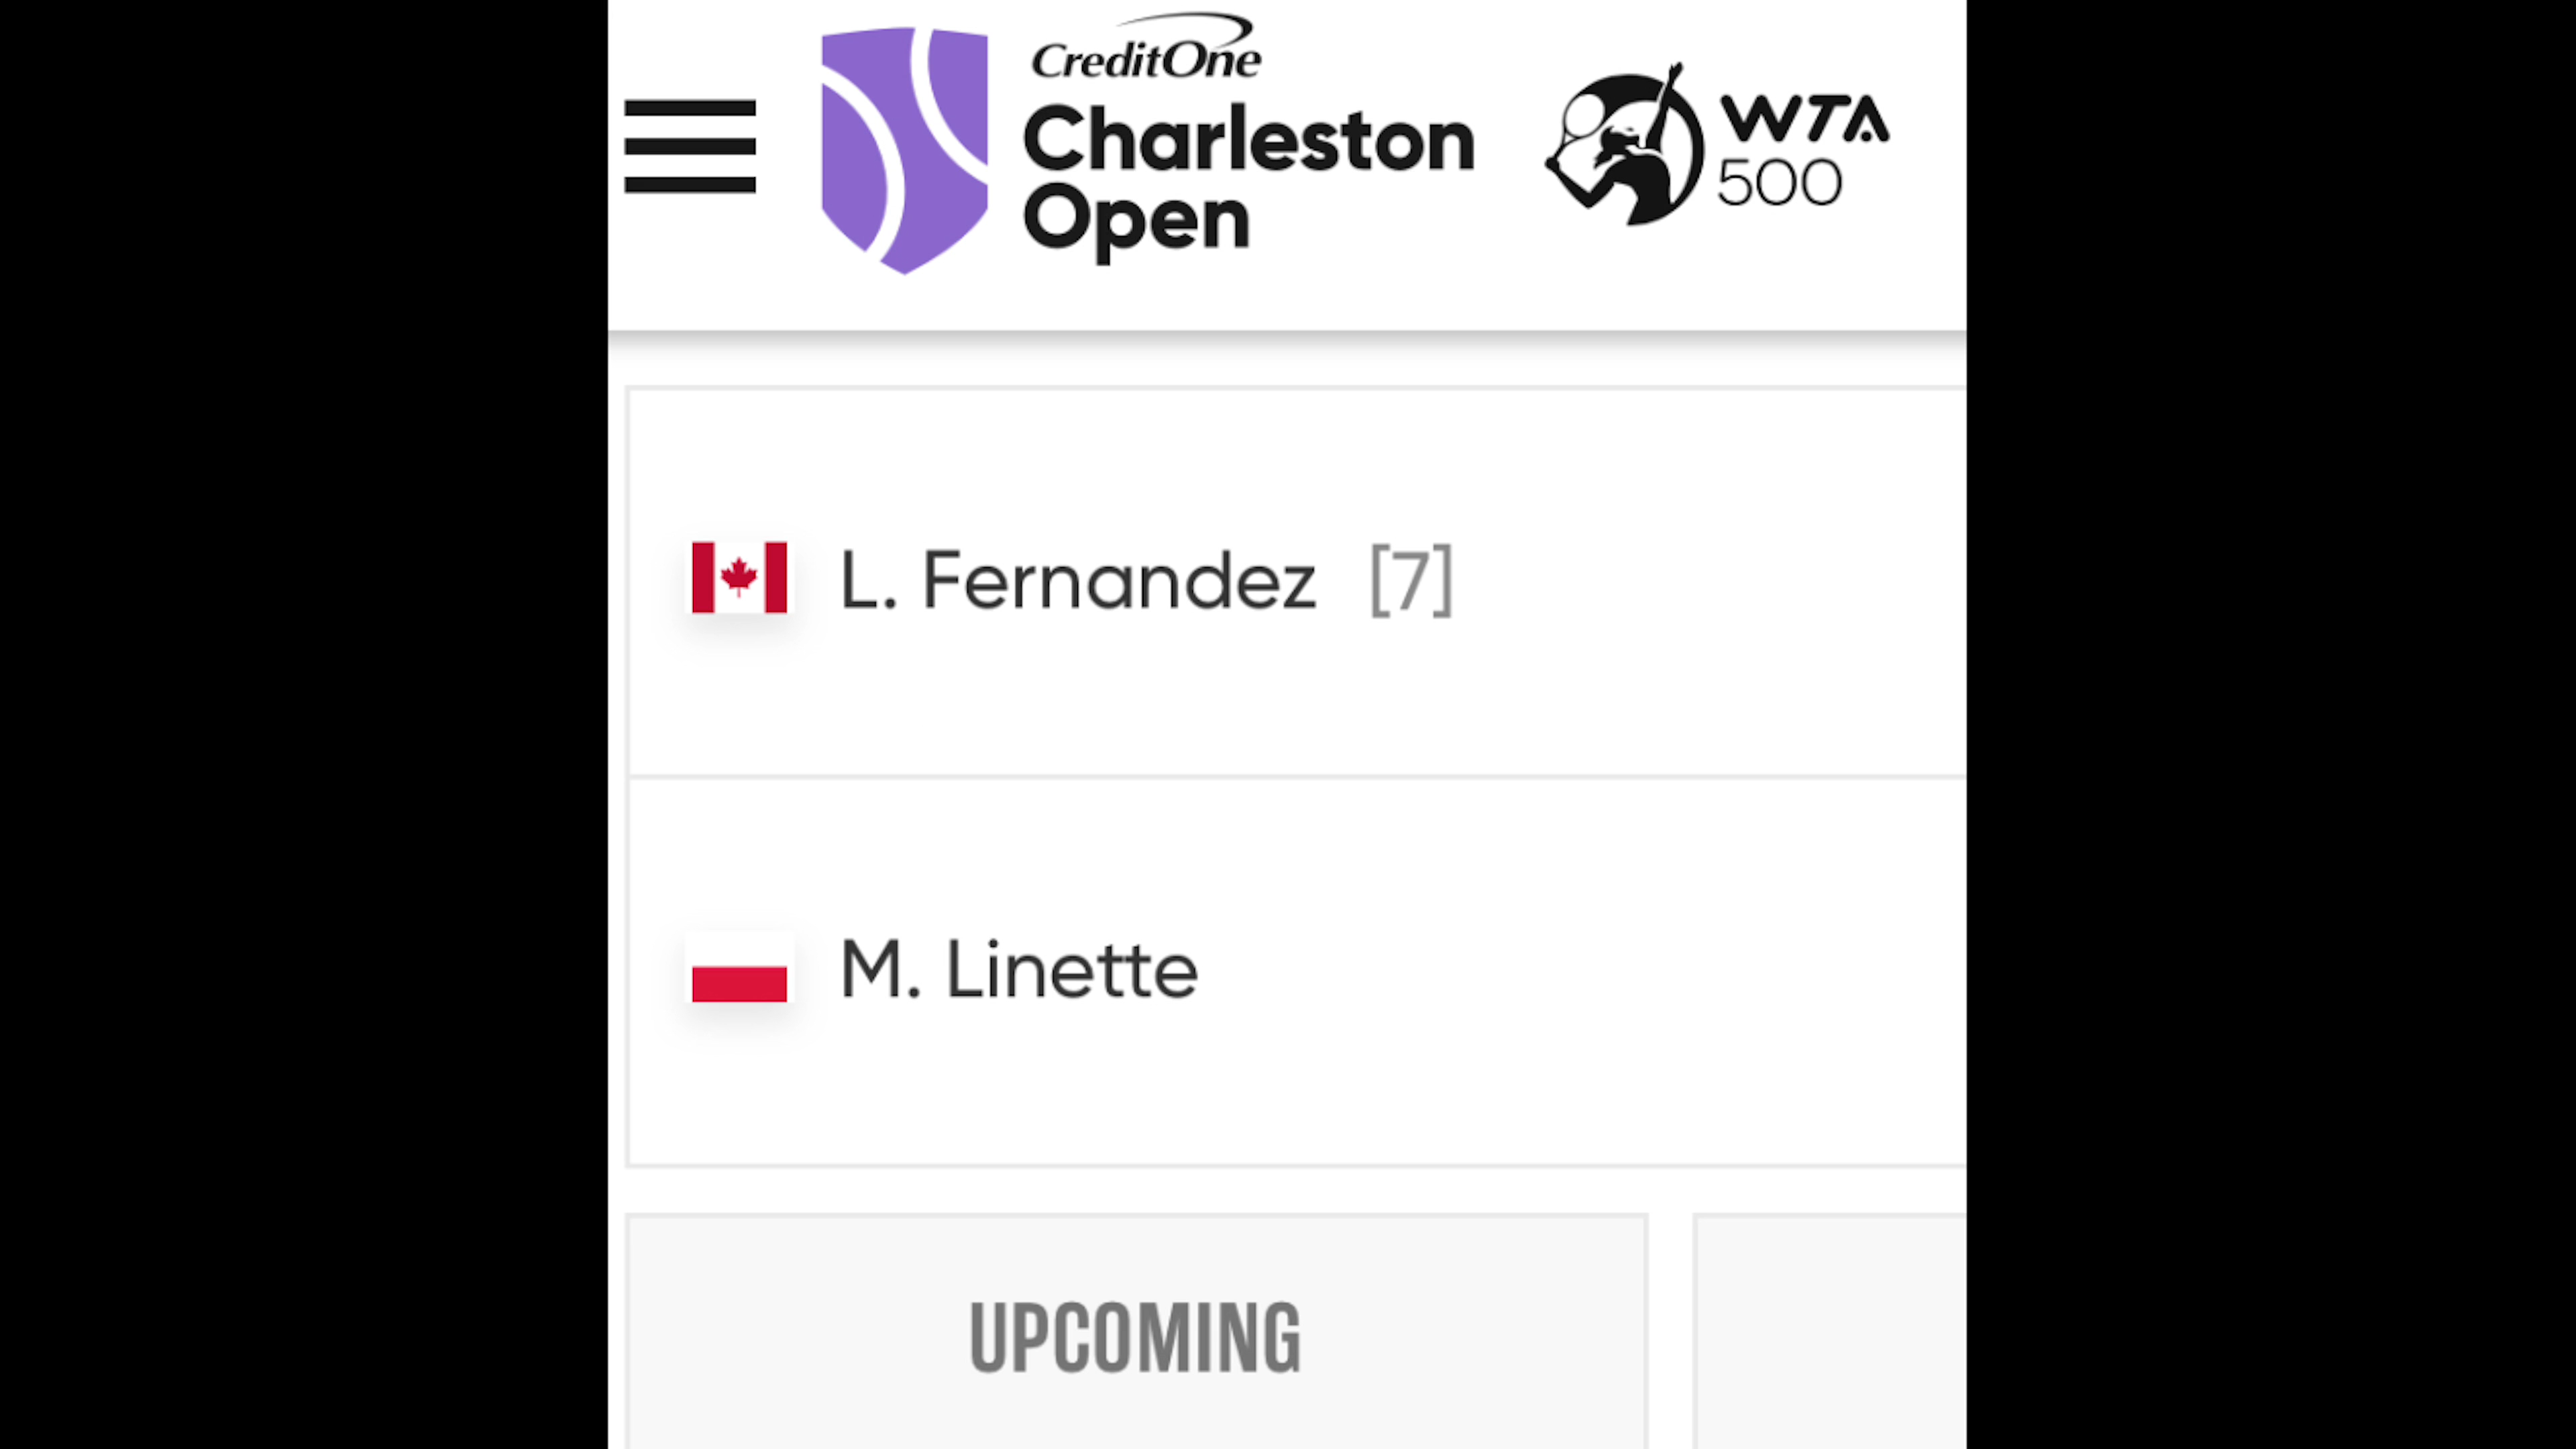 CreditOne
Charleston
Open
WTA
500
L. Fernandez [7]
M. Linette
UPCOMING